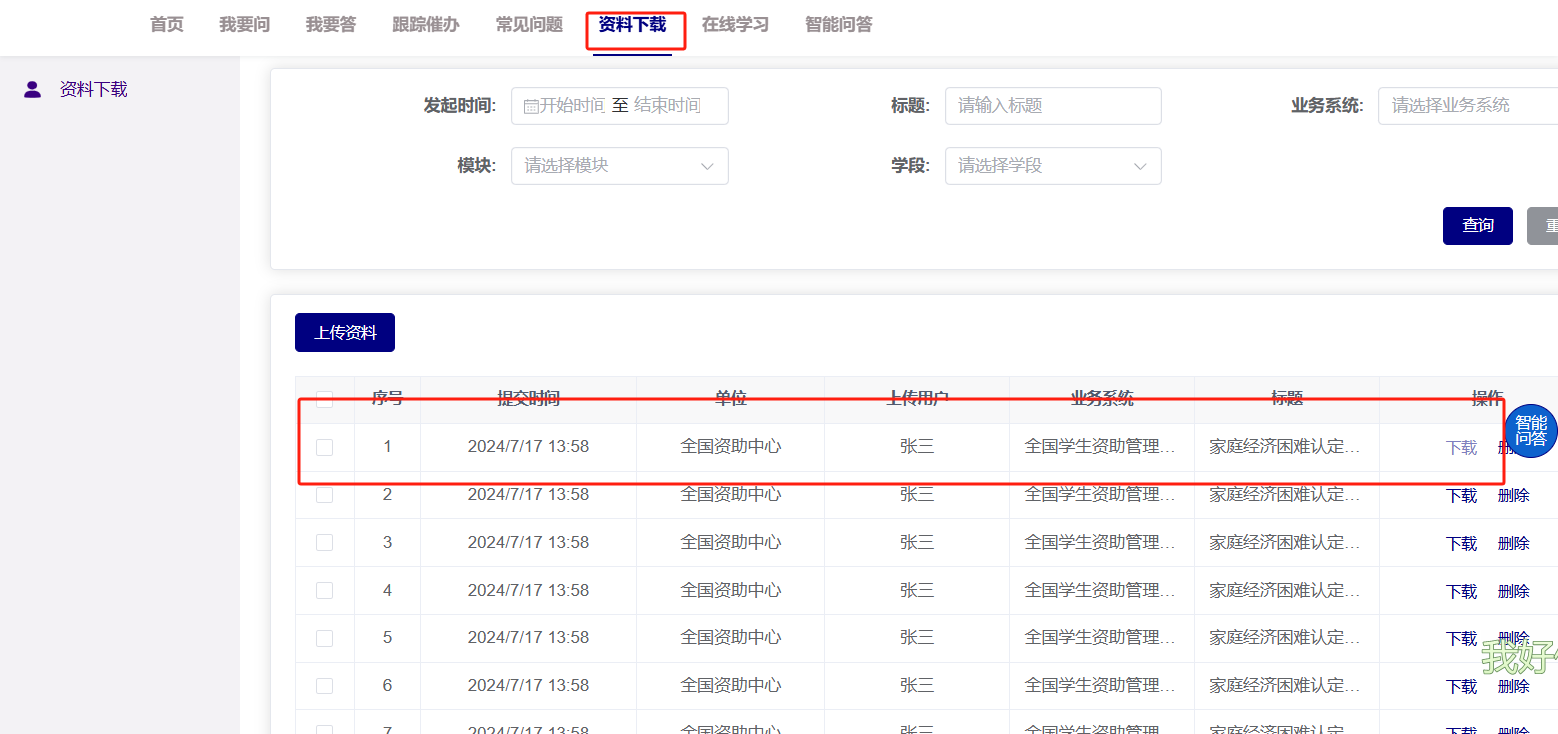 首页 我要问 我要答 跟踪催办 常见问题 资料下载 在线学习 智能问答
资料下载
发起时间: 开始时间 至 结束时间 标题: 请输入标题 业务系统: 请选择业务系统
模块: 请选择模块 学段: 请选择学段
查询
上传资料
序号 提交时间 单位 上传用户 业务系统 标题 操作
1 2024/7/17 13:58 全国资助中心 张三 全国学生资助管理... 家庭经济困难认定... 下载
智能
问答
2 2024/7/17 13:58 全国资助中心 张三 全国学生资助管理... 家庭经济困难认定... 下载 删除
3 2024/7/17 13:58 全国资助中心 张三 全国学生资助管理... 家庭经济困难认定... 下载 删除
4 2024/7/17 13:58 全国资助中心 张三 全国学生资助管理... 家庭经济困难认定... 下载 删除
5 2024/7/17 13:58 全国资助中心 张三 全国学生资助管理... 家庭经济困难认定... 下载 删除
我好
6 2024/7/17 13:58 全国资助中心 张三 全国学生资助管理... 家庭经济困难认定... 下载 删除
7 2024/7/17 13:58 全国资助中心 张三 全国学生资助管理... 家庭经济困难认定... 下载 删除